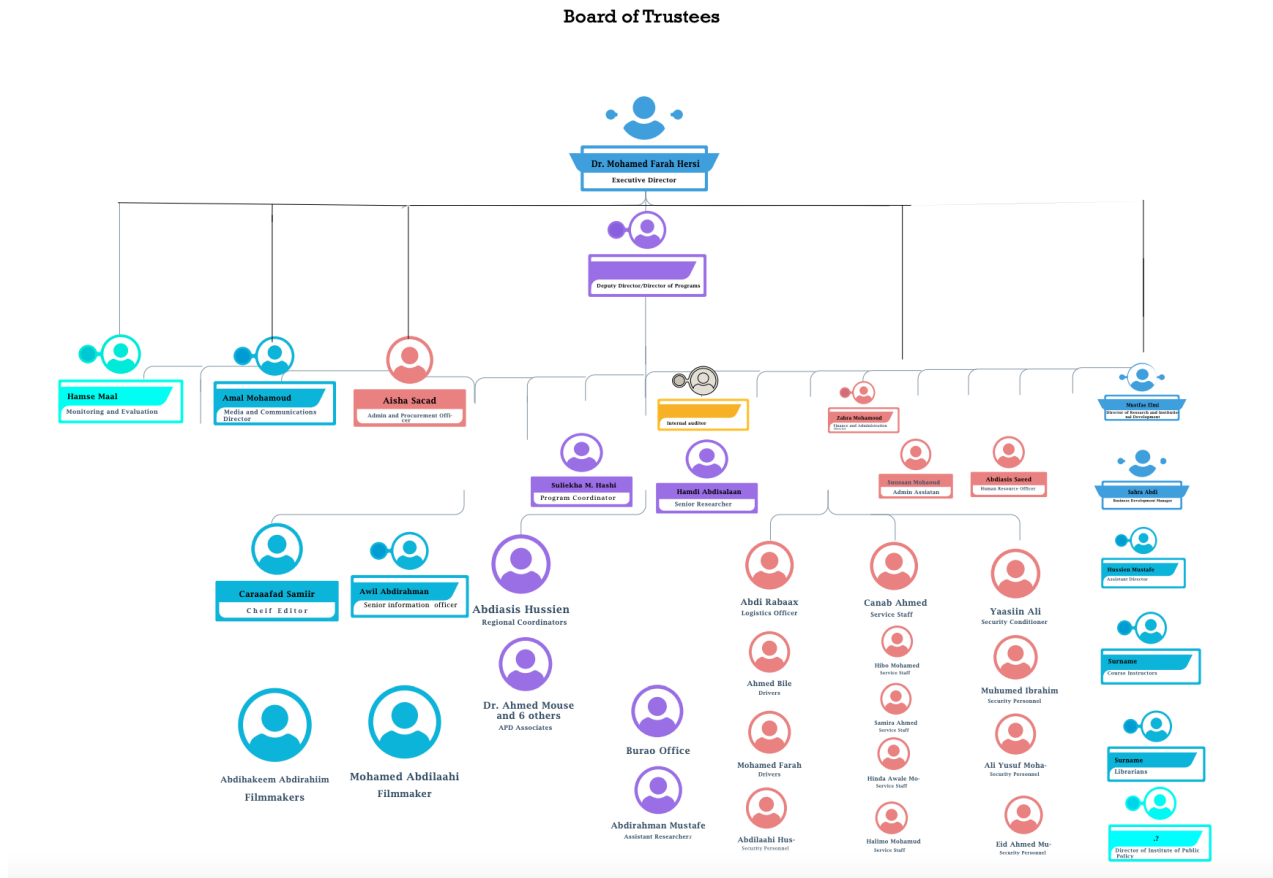 Board of Trustees
Dr. Mohamed Farah Hersi
Executive Director
Deputy Director/Director of Programs
Hamse Maal
Monitoring and Evaluation
Amal Mohamoud
Media and Communications
Director
Aisha Sacad
Admin and Procurement Offi-
cer
Internal auditor
Zahra Mohamoud
Finance and Administration
Mustfae Elmi
Director of Research and Institute
and Development
Suliekha M. Hashi
Program Coordinator
Hamdi Abdisalaan
Senior Researcher
Admin Assiatan
Abdiasis Saeed
Human Resource Officer
Sahra Abdi
Business Development Manager
Caraaafad Samiir
Cheif Editor
Awil Abdirahman
Senior information officer
Abdiasis Hussien
Regional Coordinators
Abdi Rabaax
Logistics Officer
Canab Ahmed
Service Staff
Yaasiin Ali
Security Conditioner
Hussien Mustafe
Assistant Director
Dr. Ahmed Mouse
and 6 others
APD Associates
Ahmed Bile
Drivers
Hibo Mohamed
Service Staff
Muhumed Ibrahim
Security Personnel
Surname
Course Instructors
Abdihakeem Abdirahiim
Filmmakers
Mohamed Abdilaahi
Filmmaker
Burao Office
Mohamed Farah
Drivers
Samira Ahmed
Service Staff
Hinda Awale Mo-
Service Staff
Ali Yusuf Moha-
Security Personnel
Surname
Librarians
Abdirahman Mustafe
Assistant Researchers
Abdilaahi Hus-
Security Personnel
Halimo Mohamud
Service Staff
Eid Ahmed Mu-
Security Personnel
.?
Director of Institute of Public
Policy